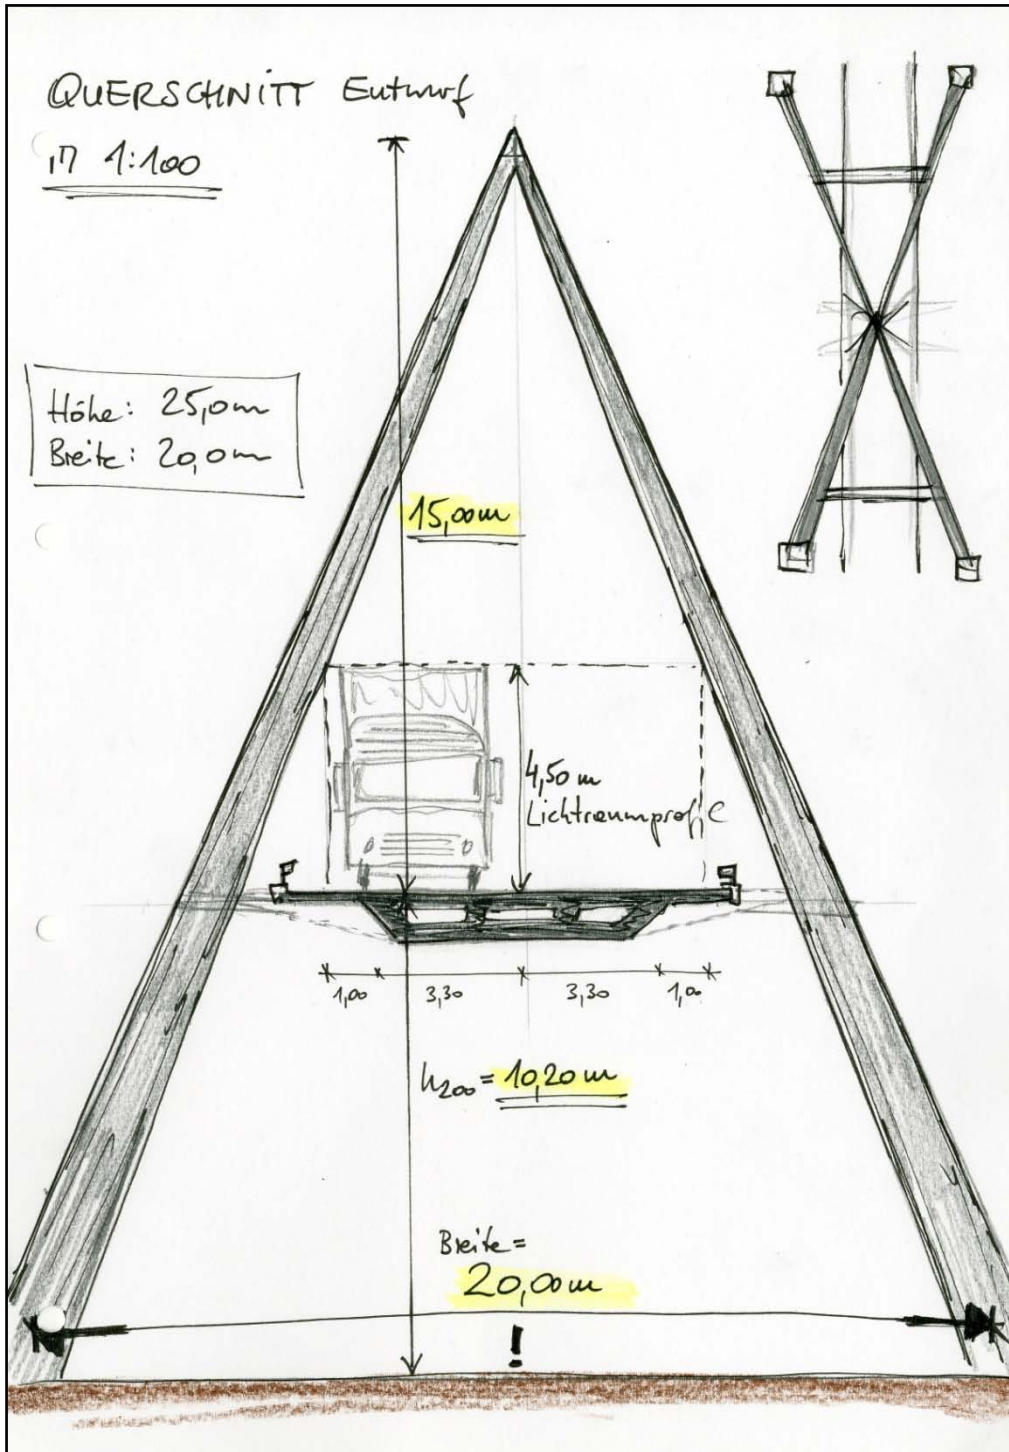 QUERSCHNITT Entwurf
M 1:100
Höhe: 25,0m
Breite: 20,0m
15,00m
4,50 m
Lichtraumprofil
1,00 3,30 3,30 1,00
h200 = 10,20m
Breite =
20,00m
!